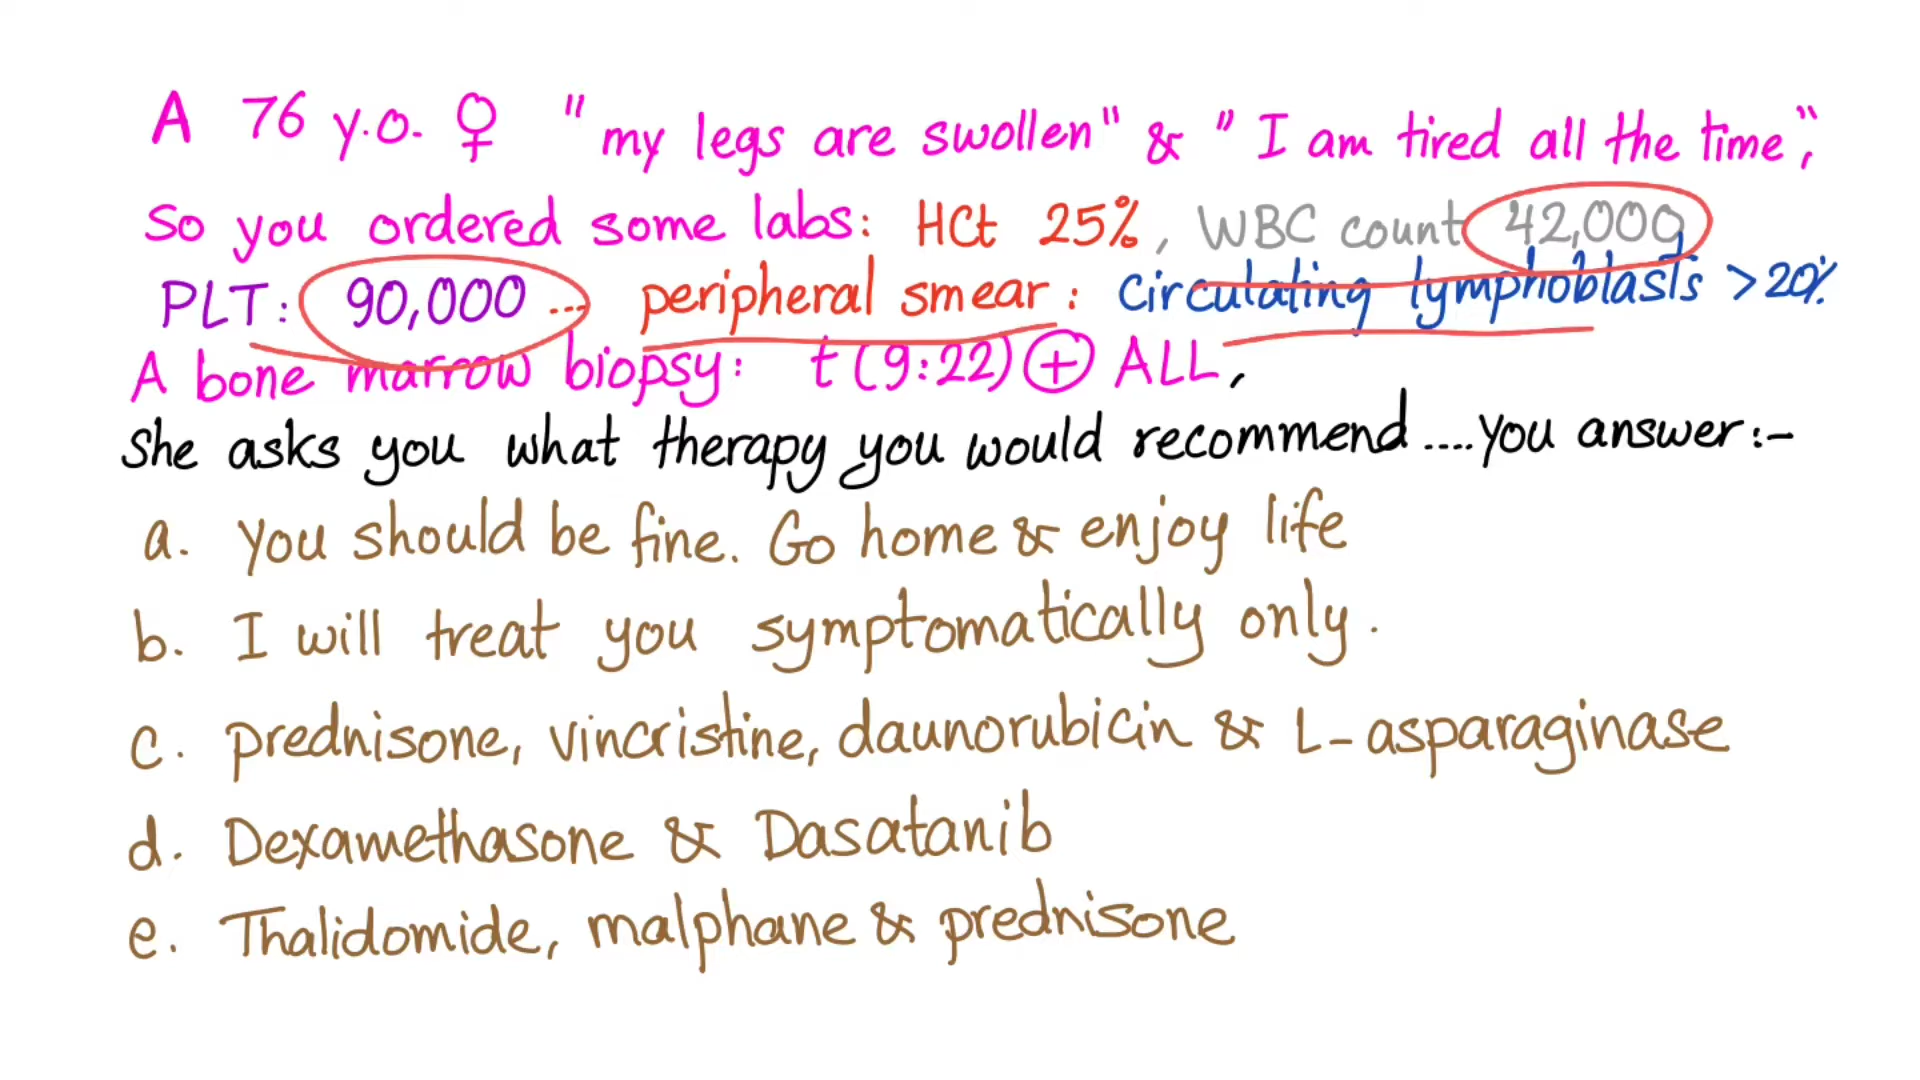 A 76 y.o. ♀ "my legs are swollen" & "I am tired all the time",
So you ordered some labs: HCt 25%, WBC count 42,000
PLT: 90,000 ... peripheral smear: Circulating lymphoblasts >20%
A bone marrow biopsy: t(9:22) ⊕ ALL,
She asks you what therapy you would recommend ....you answer:-
a. You should be fine. Go home & enjoy life
b. I will treat you symptomatically only.
c. prednisone, vincristine, daunorubicin & L-asparaginase
d. Dexamethasone & Dasatanib
e. Thalidomide, malphane & prednisone